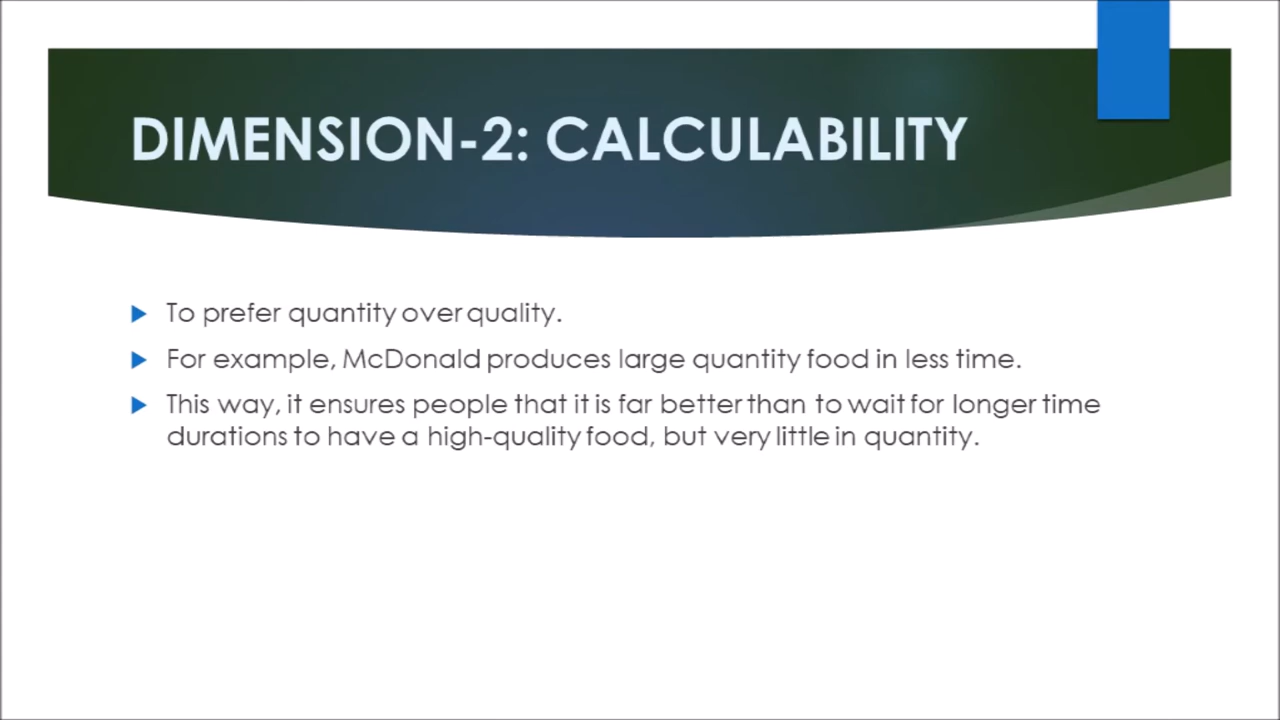 DIMENSION-2: CALCULABILITY
To prefer quantity over quality.
For example, McDonald produces large quantity food in less time.
This way, it ensures people that it is far better than to wait for longer time
durations to have a high-quality food, but very little in quantity.